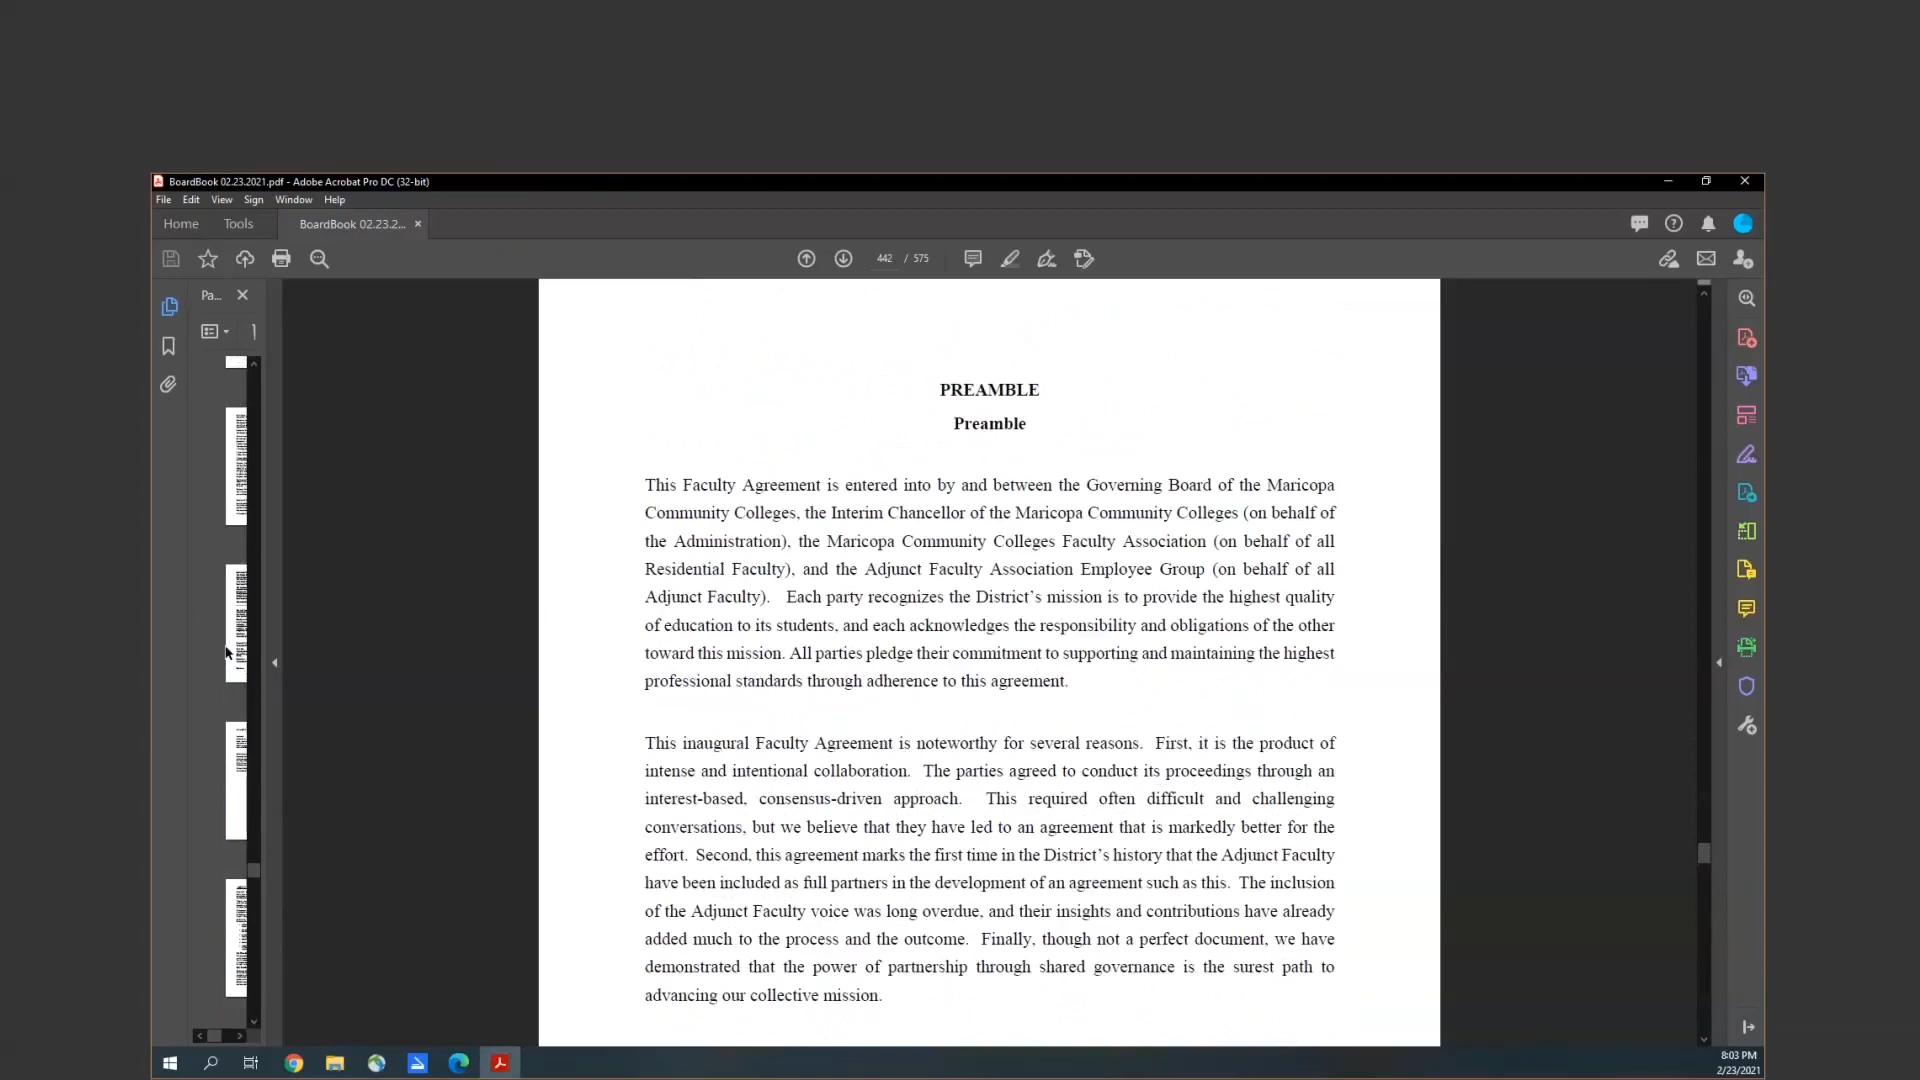 BoardBook 02.23.2021.pdf - Adobe Acrobat Pro DC (32-bit)
File Edit View Sign Window Help
Home Tools BoardBook 02.23.2...
442 / 575
Pa...
PREAMBLE
Preamble
This Faculty Agreement is entered into by and between the Governing Board of the Maricopa
Community Colleges, the Interim Chancellor of the Maricopa Community Colleges (on behalf of
the Administration), the Maricopa Community Colleges Faculty Association (on behalf of all
Residential Faculty), and the Adjunct Faculty Association Employee Group (on behalf of all
Adjunct Faculty). Each party recognizes the District’s mission is to provide the highest quality
of education to its students, and each acknowledges the responsibility and obligations of the other
toward this mission. All parties pledge their commitment to supporting and maintaining the highest
professional standards through adherence to this agreement.
This inaugural Faculty Agreement is noteworthy for several reasons. First, it is the product of
intense and intentional collaboration. The parties agreed to conduct its proceedings through an
interest-based, consensus-driven approach. This required often difficult and challenging
conversations, but we believe that they have led to an agreement that is markedly better for the
effort. Second, this agreement marks the first time in the District’s history that the Adjunct Faculty
have been included as full partners in the development of an agreement such as this. The inclusion
of the Adjunct Faculty voice was long overdue, and their insights and contributions have already
added much to the process and the outcome. Finally, though not a perfect document, we have
demonstrated that the power of partnership through shared governance is the surest path to
advancing our collective mission.
8:03 PM
2/23/2021